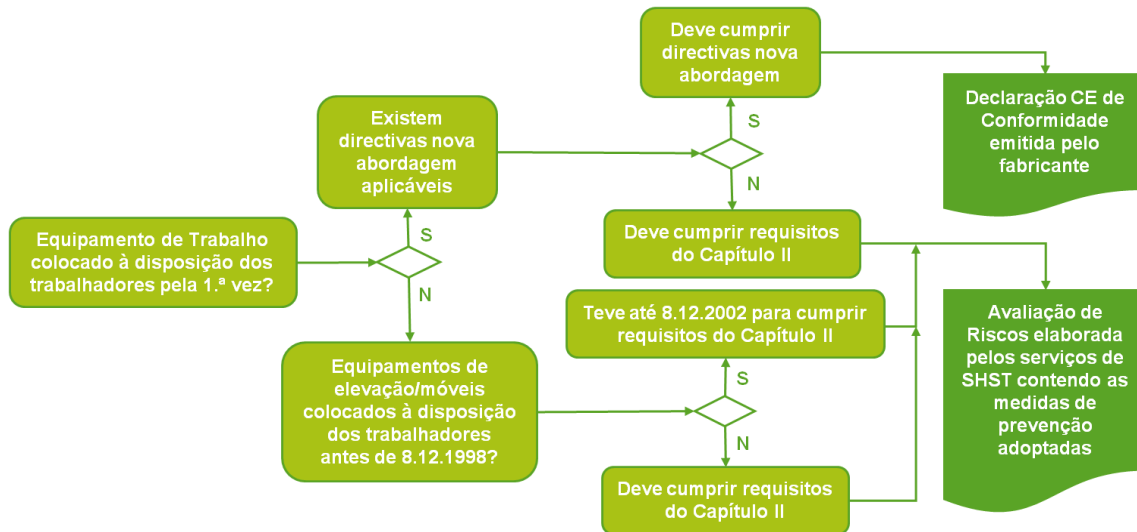 Deve cumprir
directivas nova
abordagem
Declaração CE de
Conformidade
emitida pelo
fabricante
Existem
directivas nova
abordagem
aplicáveis
S
N
Equipamento de Trabalho
colocado à disposição dos
trabalhadores pela 1.ª vez?
S
N
Deve cumprir requisitos
do Capítulo II
Teve até 8.12.2002 para cumprir
requisitos do Capítulo II
Avaliação de
Riscos elaborada
pelos serviços de
SHST contendo as
medidas de
prevenção
adoptadas
Equipamentos de
elevação/móveis
colocados à disposição
dos trabalhadores
antes de 8.12.1998?
S
N
Deve cumprir requisitos
do Capítulo II